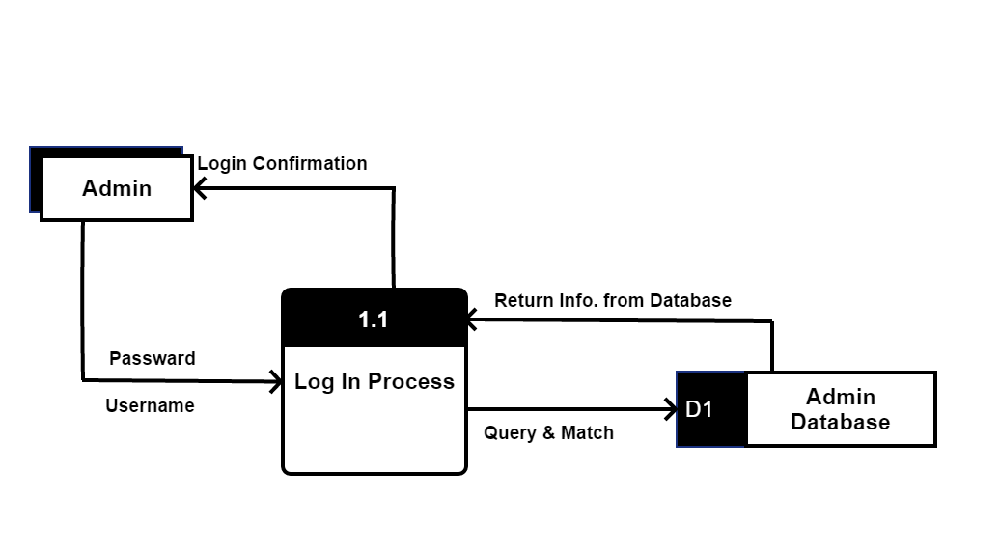 Login Confirmation
Admin
1.1
Return Info. from Database
Passward
Log In Process
Username
Query & Match
D1
Admin
Database